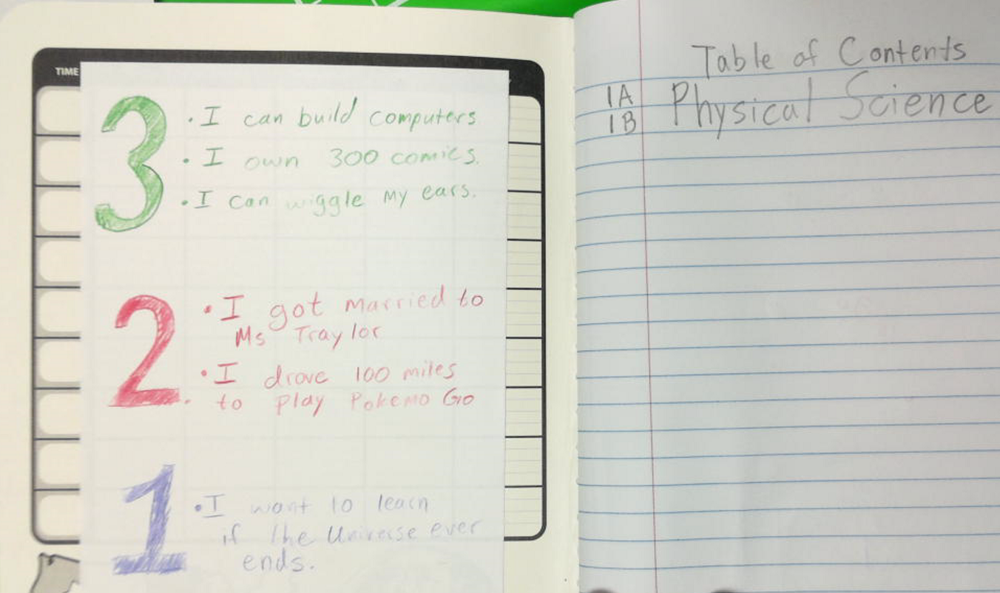 TIME
3
• I can build computers
• I own 300 comics.
• I can wiggle My ears.
2
• I got Married to
Ms Traylor
• I drove 100 miles
to play Pokemo Go
1
• I want to learn
if the Universe ever
ends.
Table of Contents
1A Physical Science
1B